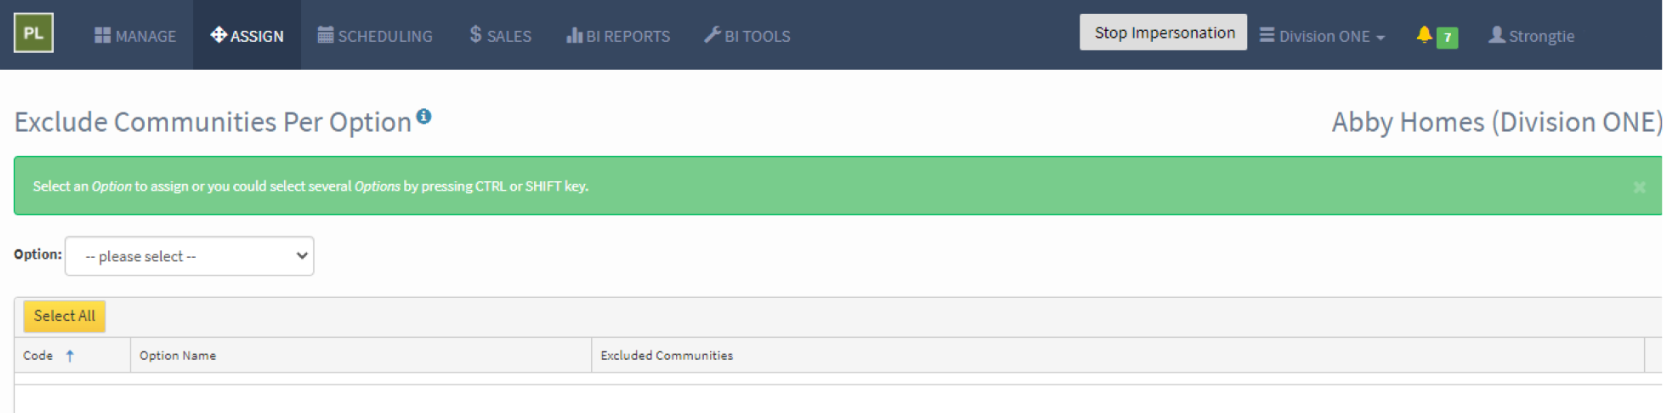 PL MANAGE ASSIGN SCHEDULING $ SALES BI REPORTS BI TOOLS Stop Impersonation Division ONE 7 Strongtie
Exclude Communities Per Option Abby Homes (Division ONE)
Select an Option to assign or you could select several Options by pressing CTRL or SHIFT key. ×
Option: -- please select --
Select All
Code ↑ Option Name Excluded Communities